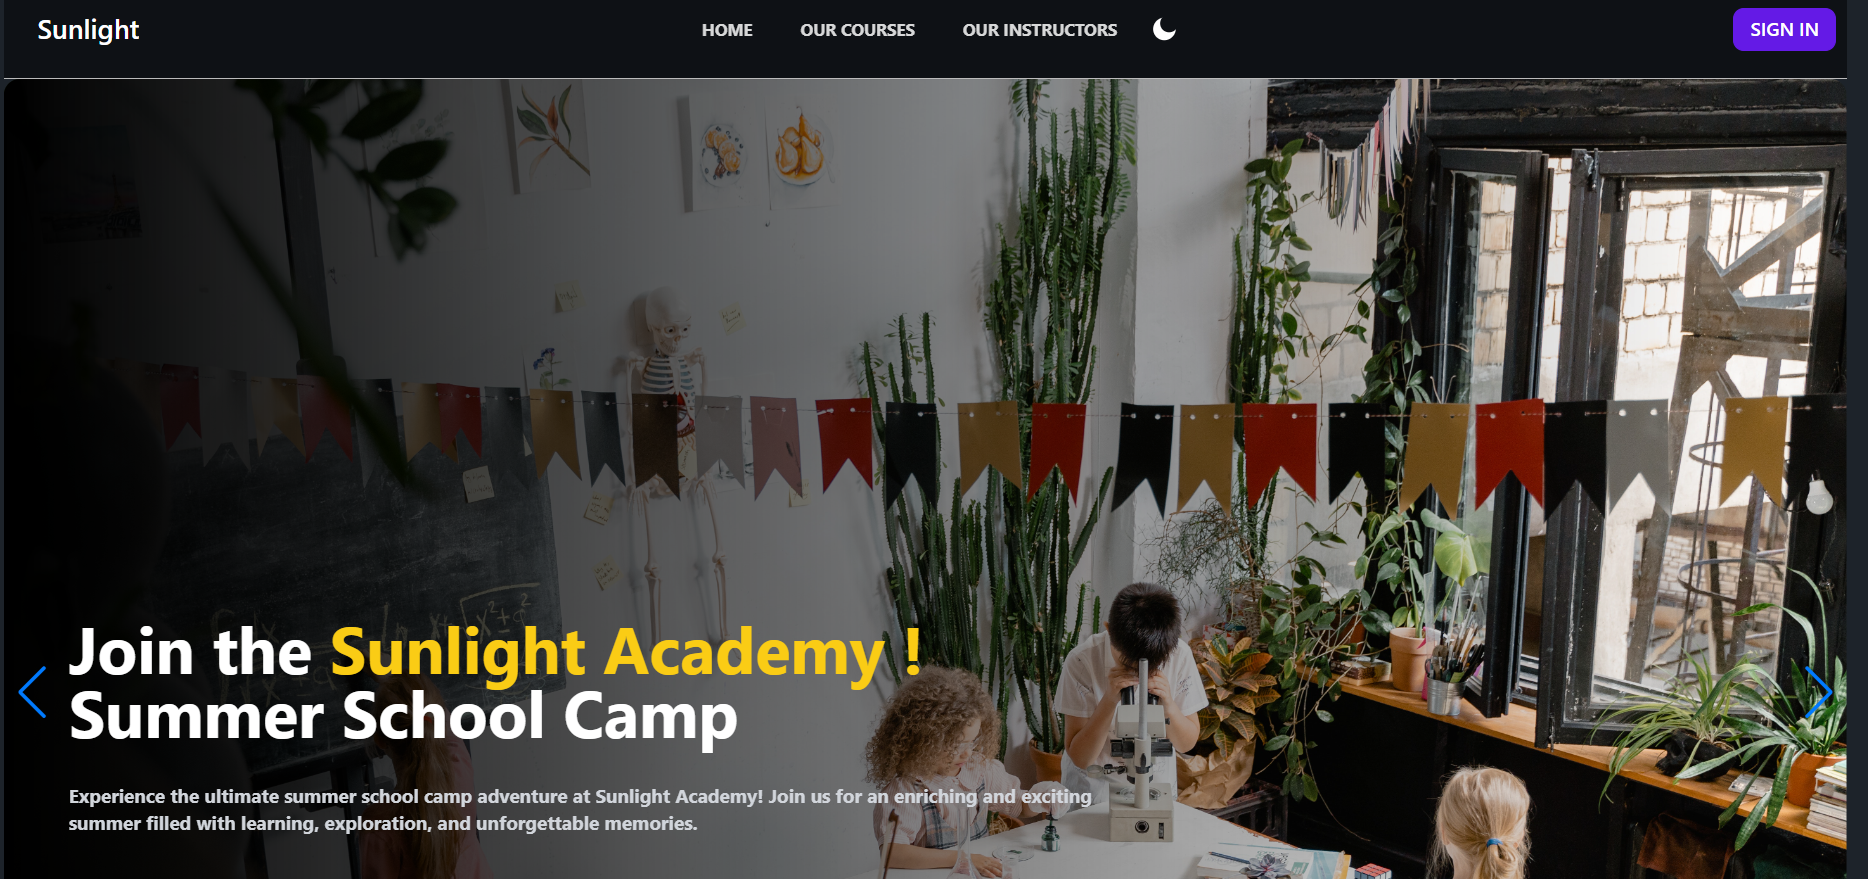 Sunlight
HOME
OUR COURSES
OUR INSTRUCTORS
SIGN IN
Join the Sunlight Academy !
Summer School Camp
Experience the ultimate summer school camp adventure at Sunlight Academy! Join us for an enriching and exciting
summer filled with learning, exploration, and unforgettable memories.